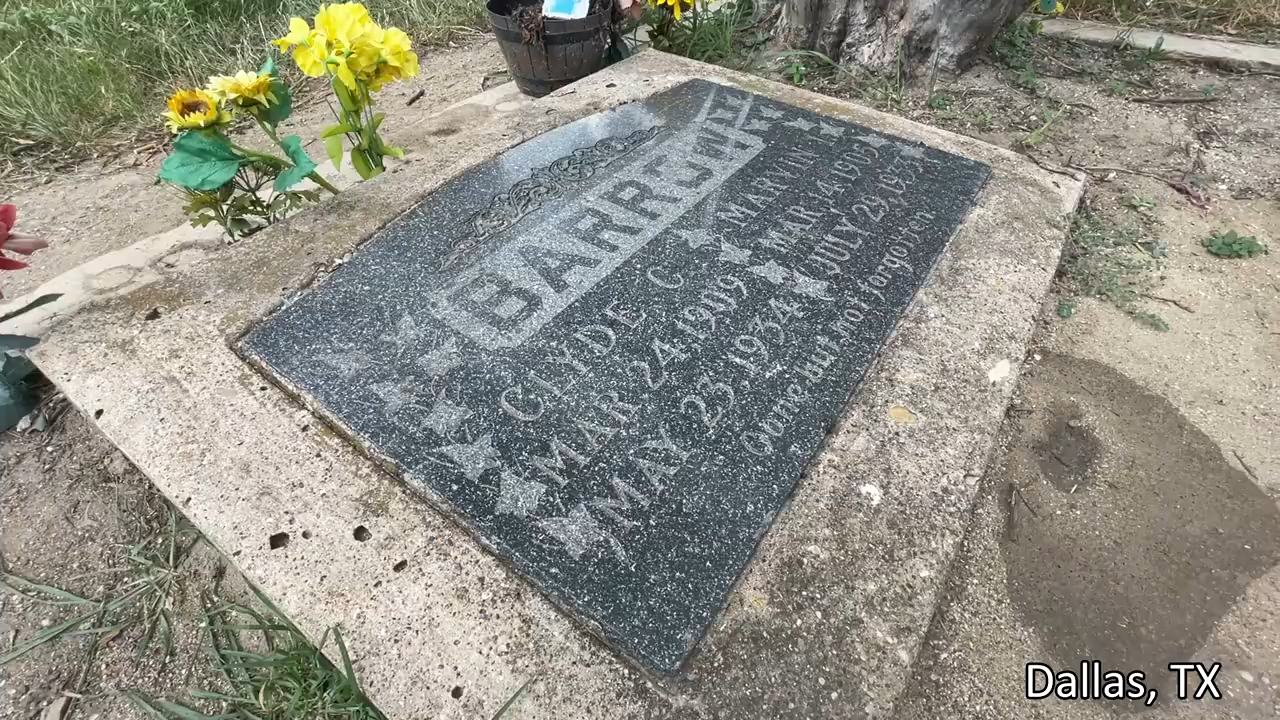 BARROW
CLYDE C
MAR 24 1909
MAY 23, 1934
MARVIN I
MAR. 14 1903
JULY 29, 1933
Gone but not forgotten
Dallas, TX